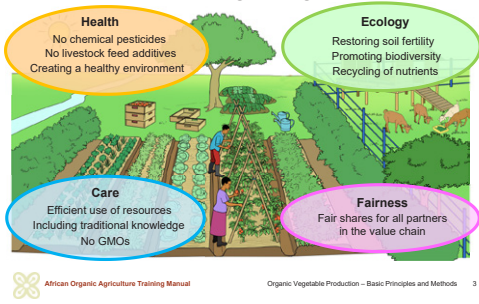 Health
No chemical pesticides
No livestock feed additives
Creating a healthy environment
Ecology
Restoring soil fertility
Promoting biodiversity
Recycling of nutrients
Care
Efficient use of resources
Including traditional knowledge
No GMOs
Fairness
Fair shares for all partners
in the value chain
African Organic Agriculture Training Manual
Organic Vegetable Production – Basic Principles and Methods 3